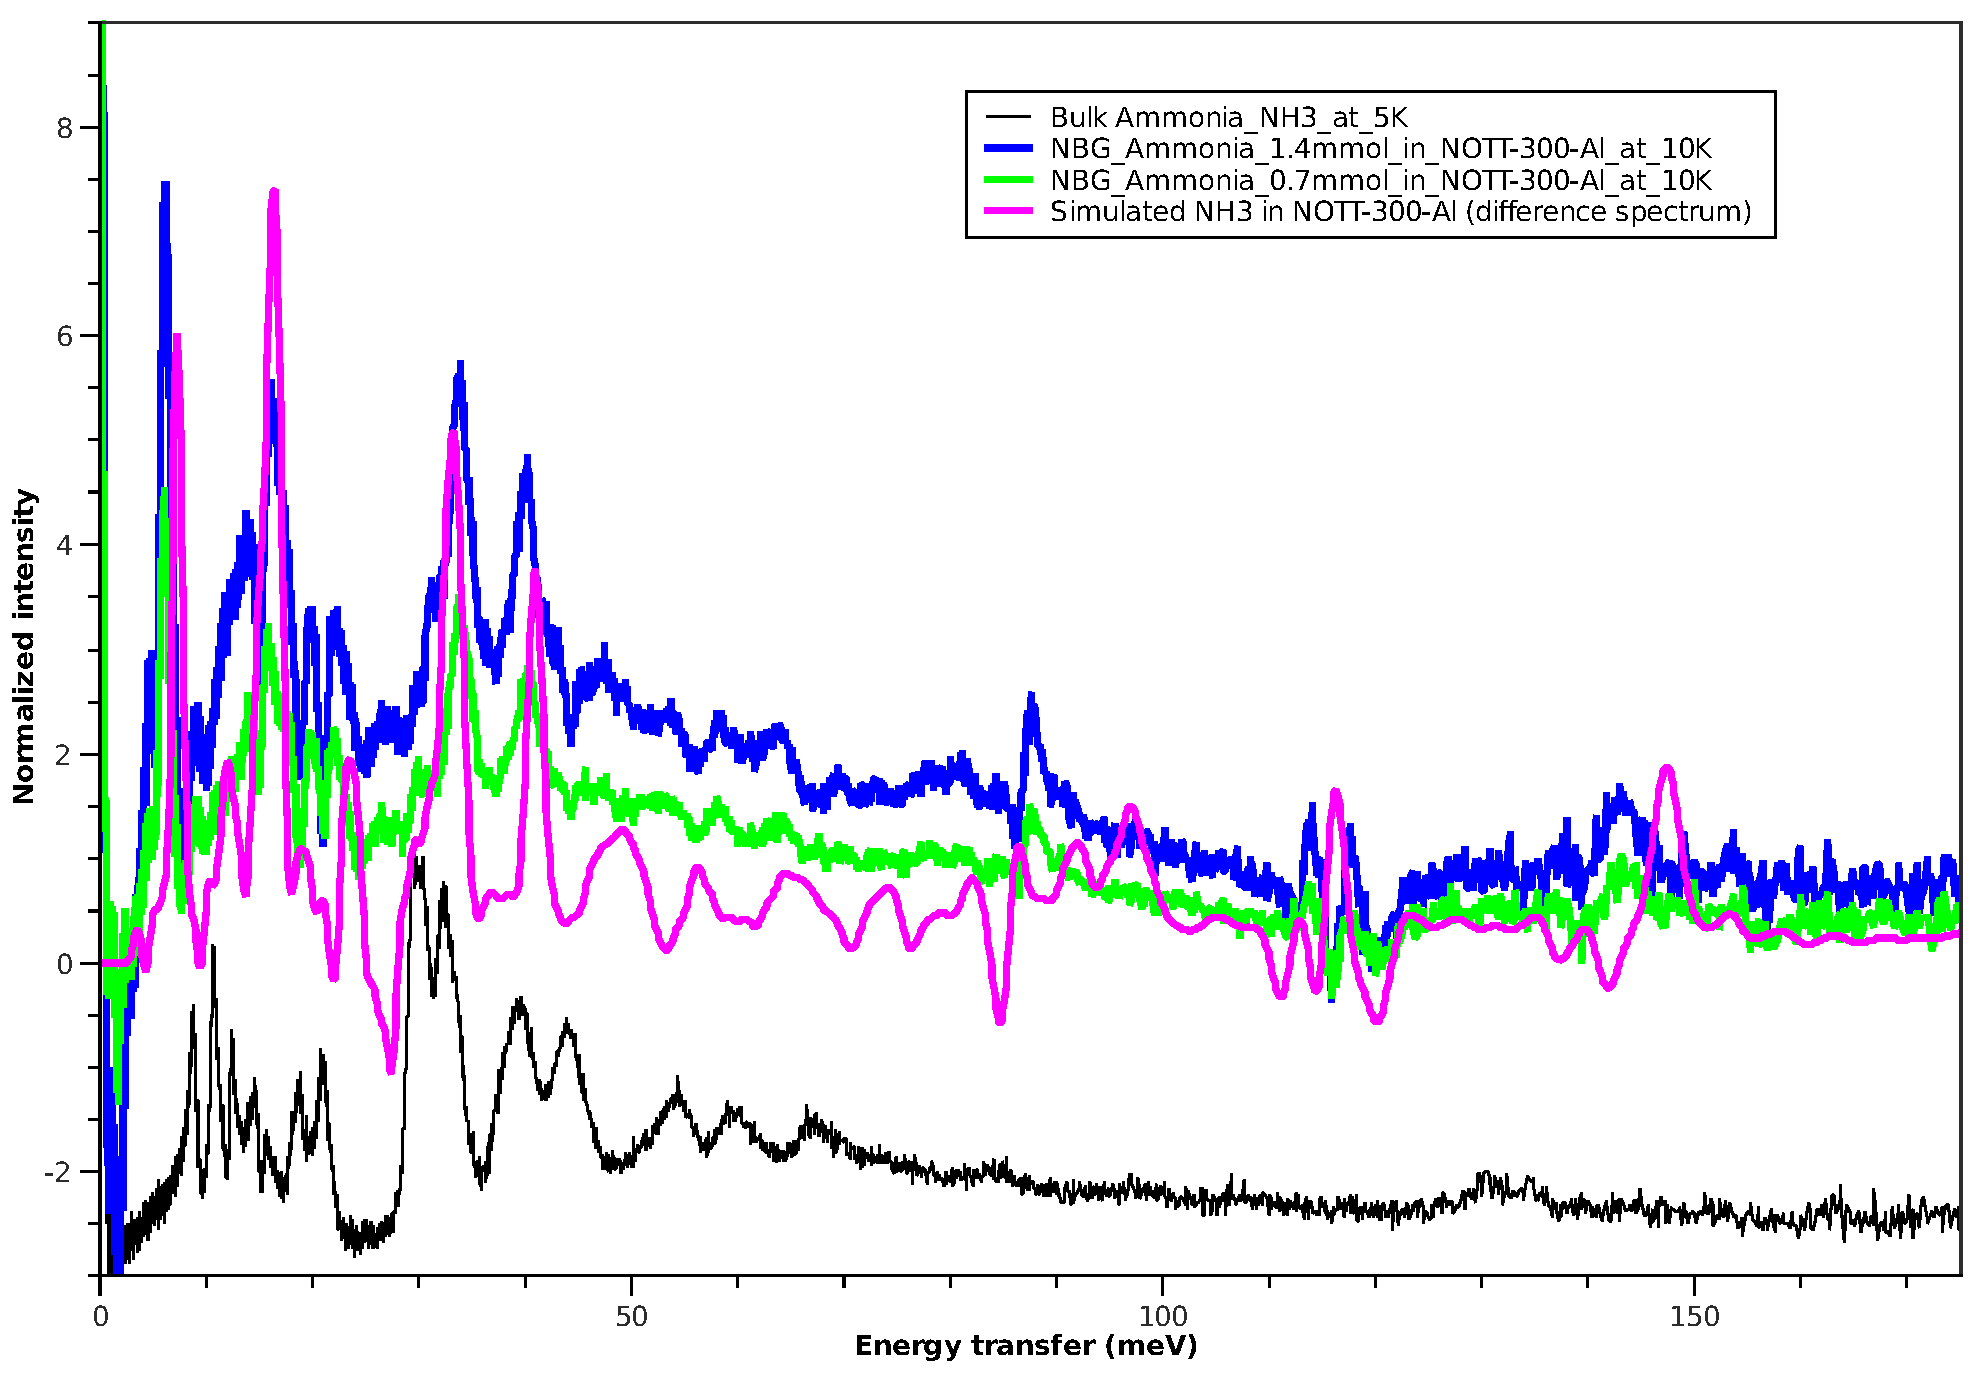 Bulk Ammonia_NH3_at_5K
NBG_Ammonia_1.4mmol_in_NOTT-300-Al_at_10K
NBG_Ammonia_0.7mmol_in_NOTT-300-Al_at_10K
Simulated NH3 in NOTT-300-Al (difference spectrum)
Normalized intensity
8
6
4
2
0
-2
0 50 100 150
Energy transfer (meV)